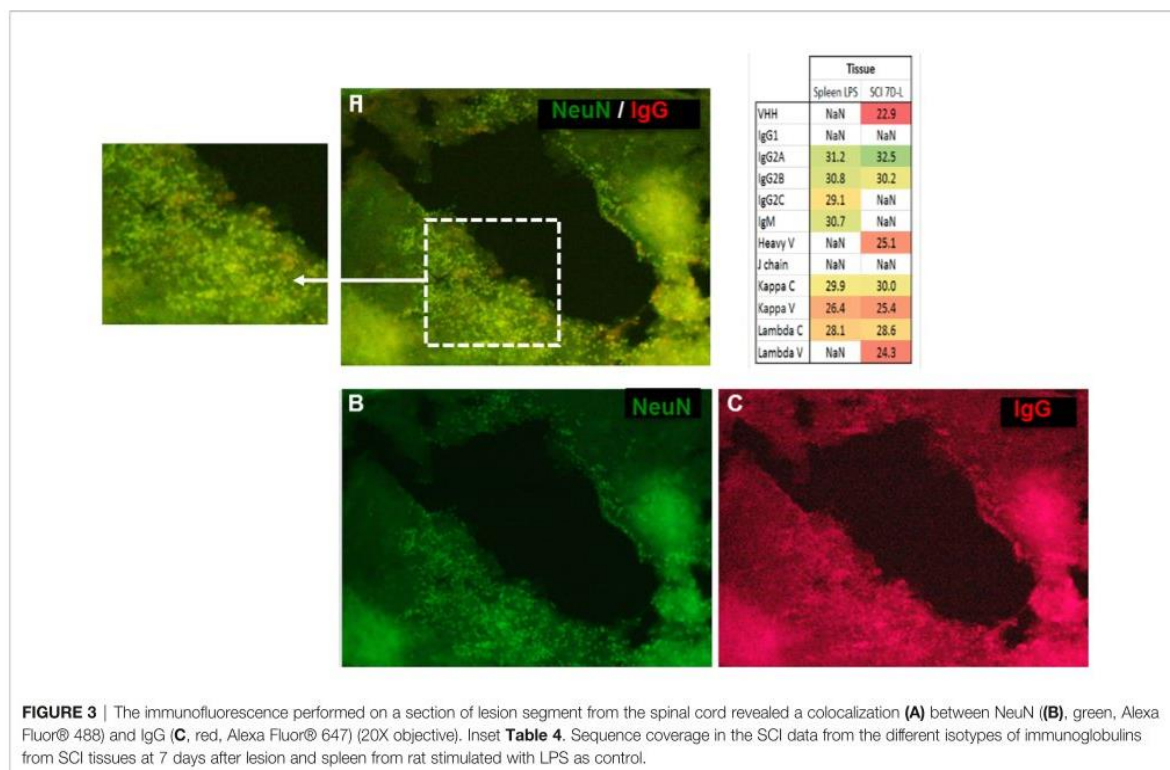 A
NeuN / IgG
Tissue
Spleen LPS SCI 7D-L
VHH NaN 22.9
IgG1 NaN NaN
IgG2A 31.2 32.5
IgG2B 30.8 30.2
IgG2C 29.1 NaN
IgM 30.7 NaN
Heavy V NaN 25.1
J chain NaN NaN
Kappa C 29.9 30.0
Kappa V 26.4 25.4
Lambda C 28.1 28.6
Lambda V NaN 24.3
B
NeuN
C
IgG
FIGURE 3 | The immunofluorescence performed on a section of lesion segment from the spinal cord revealed a colocalization (A) between NeuN ((B), green, Alexa
Fluor® 488) and IgG (C, red, Alexa Fluor® 647) (20X objective). Inset Table 4. Sequence coverage in the SCI data from the different isotypes of immunoglobulins
from SCI tissues at 7 days after lesion and spleen from rat stimulated with LPS as control.